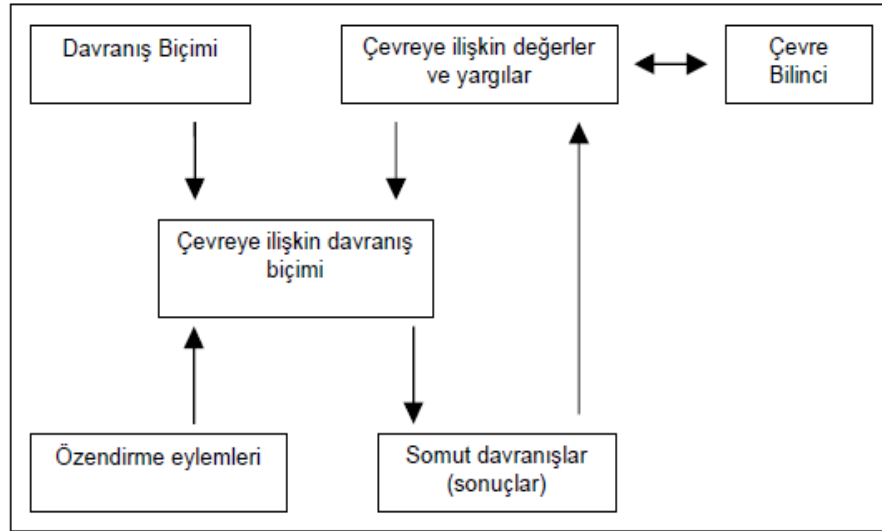 Davranış Biçimi
Çevreye ilişkin değerler
ve yargılar
Çevre
Bilinci
Çevreye ilişkin davranış
biçimi
Özendirme eylemleri
Somut davranışlar
(sonuçlar)